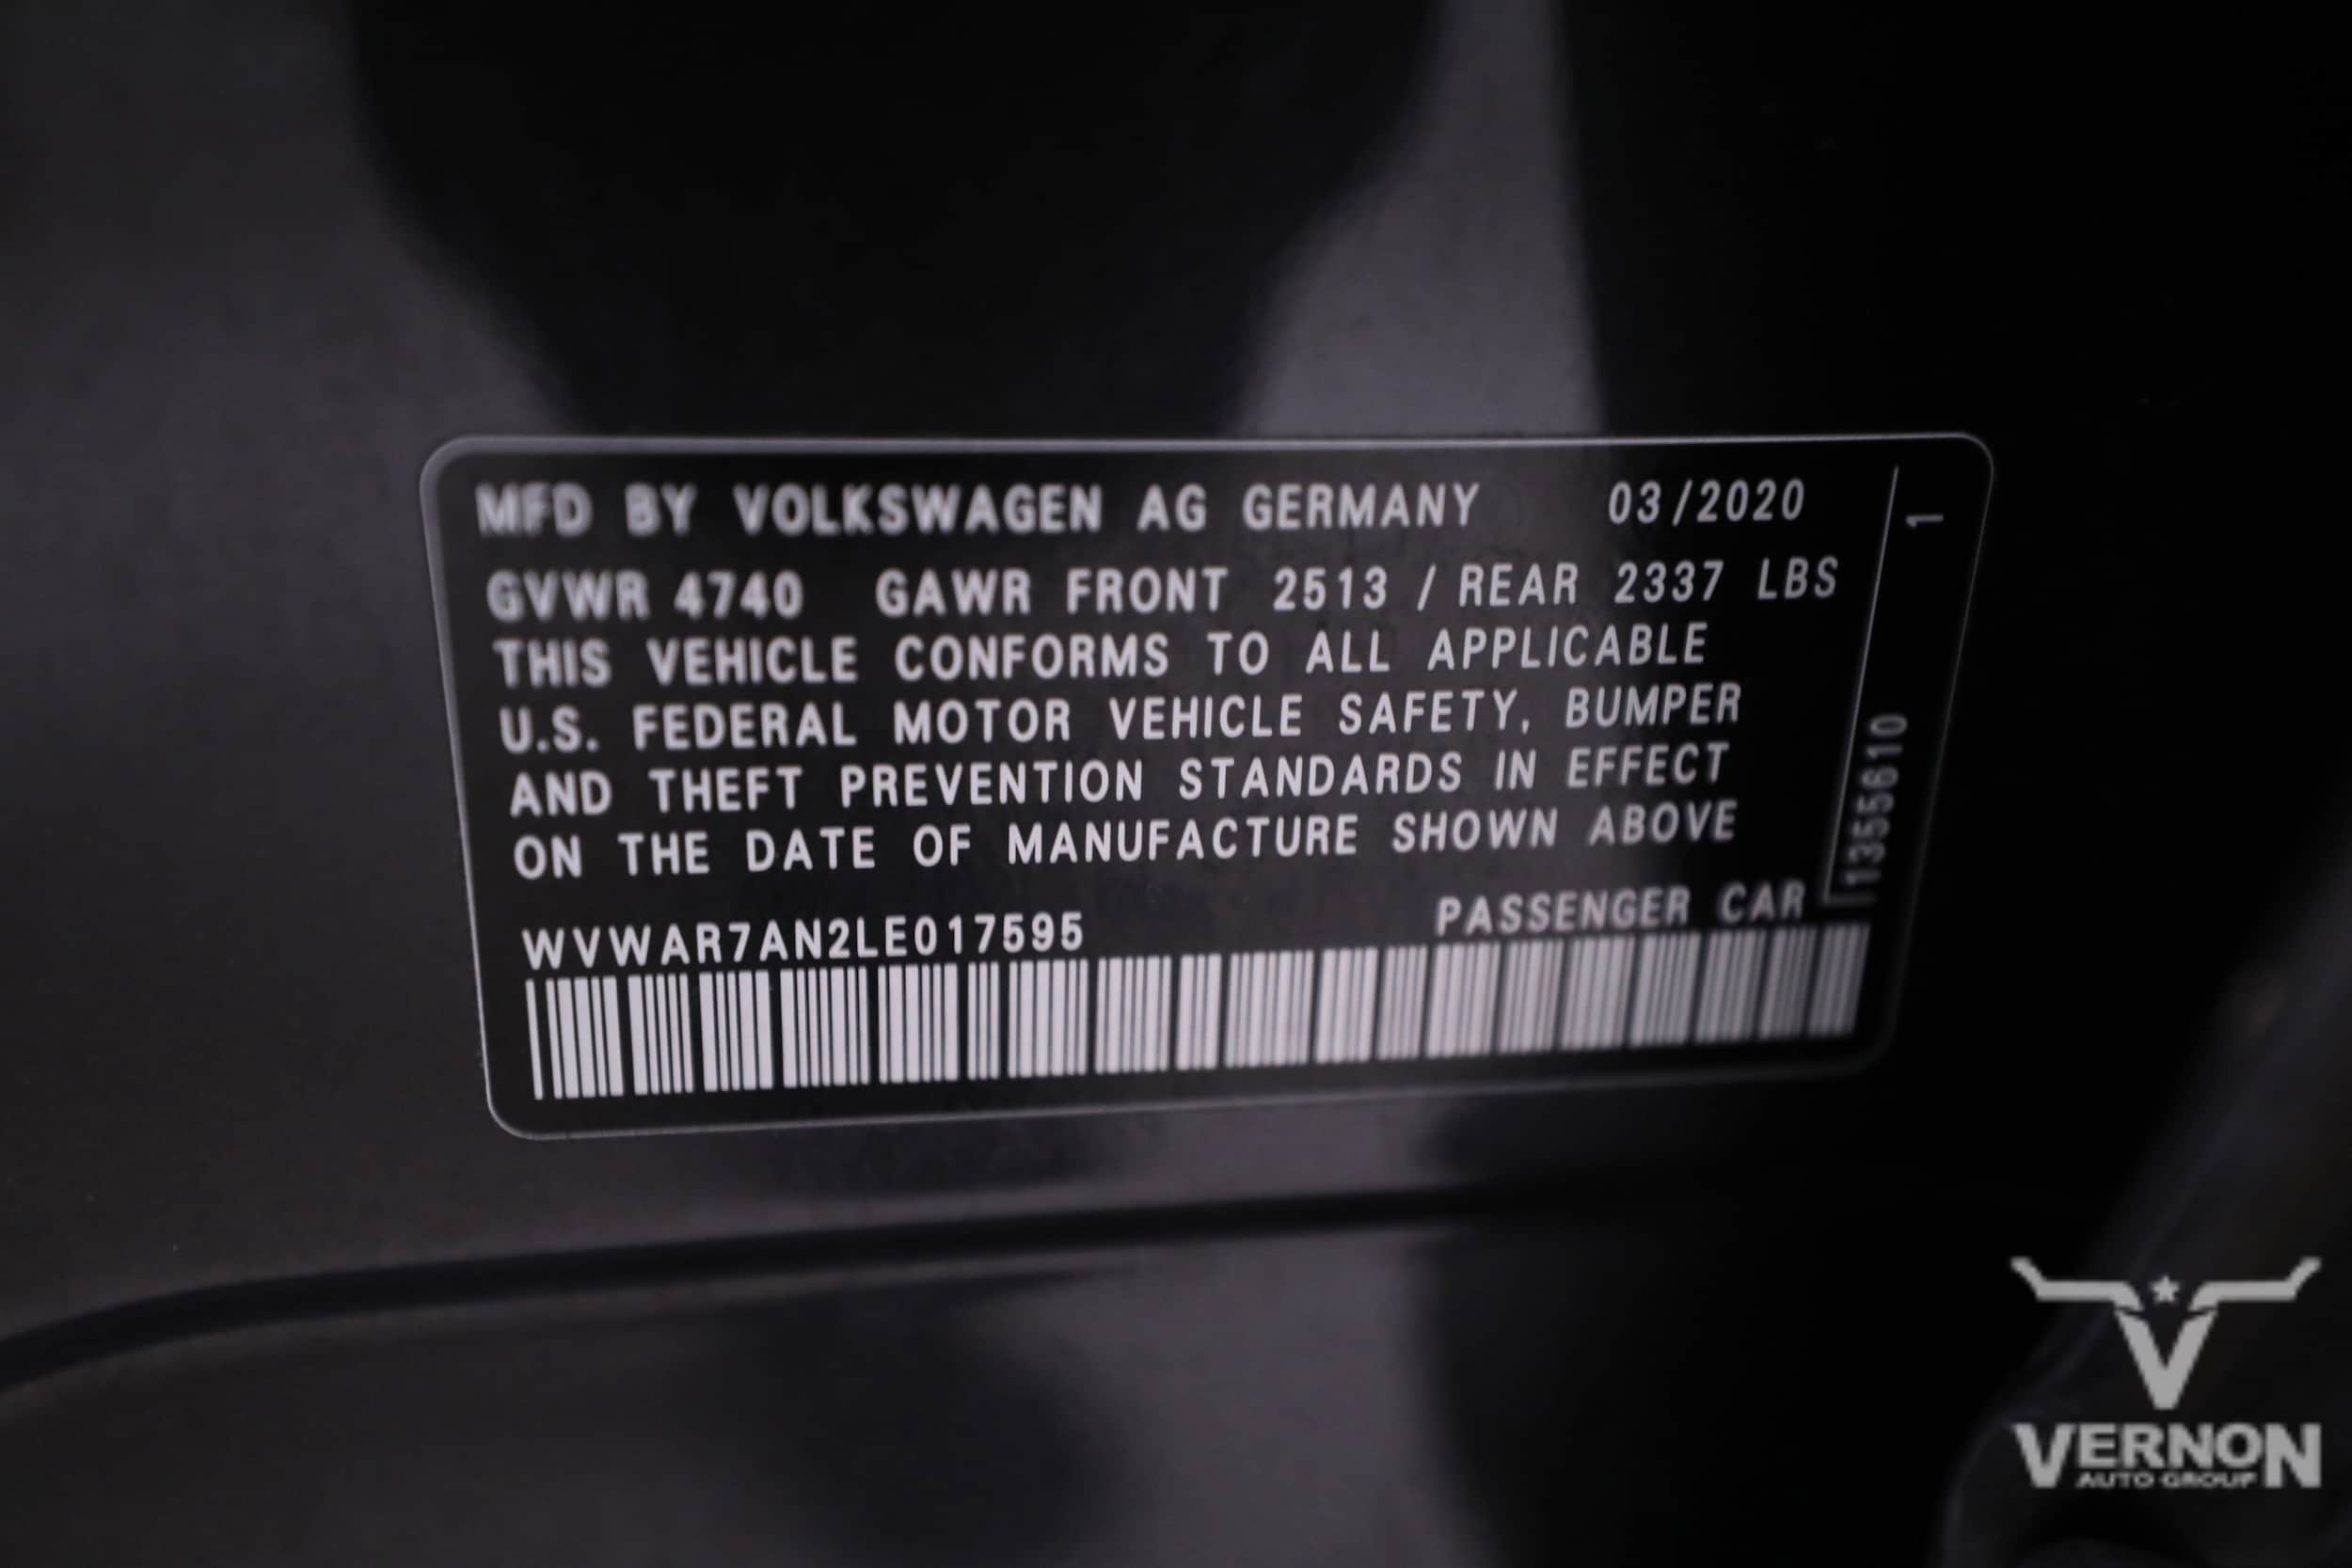 MFD BY VOLKSWAGEN AG GERMANY 03/2020
GVWR 4740 GAWR FRONT 2513 / REAR 2337 LBS
THIS VEHICLE CONFORMS TO ALL APPLICABLE
U.S. FEDERAL MOTOR VEHICLE SAFETY, BUMPER
AND THEFT PREVENTION STANDARDS IN EFFECT
ON THE DATE OF MANUFACTURE SHOWN ABOVE
WVWAR7AN2LE017595 PASSENGER CAR
1355610 1
VERNON
AUTO GROUP